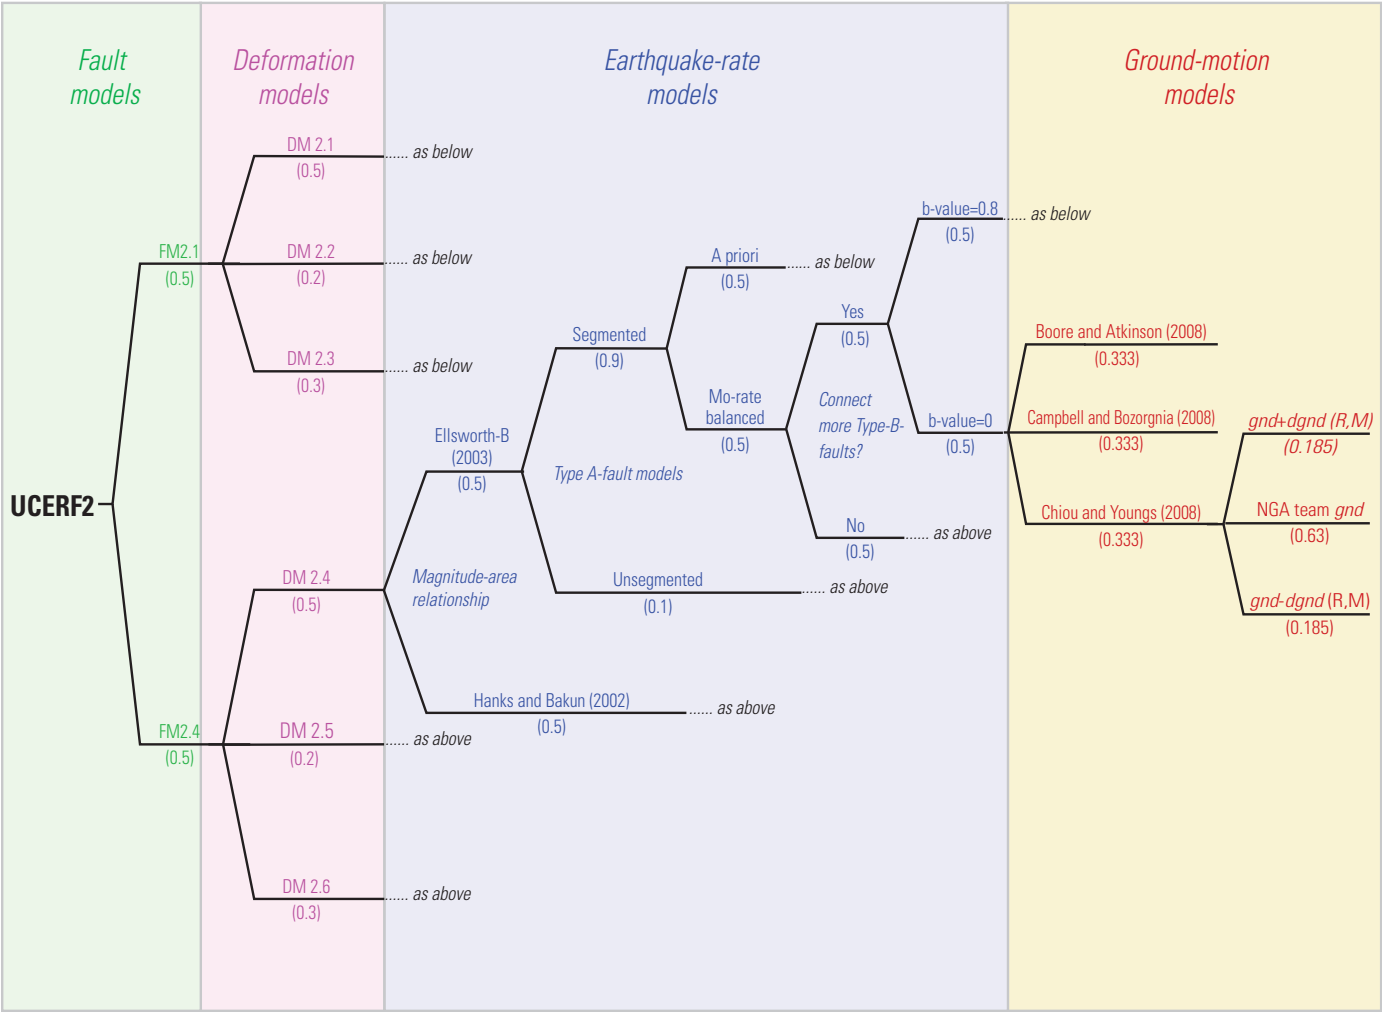 Fault
models
Deformation
models
Earthquake-rate
models
Ground-motion
models
UCERF2
FM2.1
(0.5)
FM2.4
(0.5)
DM 2.1
(0.5)
...... as below
DM 2.2
(0.2)
...... as below
DM 2.3
(0.3)
...... as below
DM 2.4
(0.5)
DM 2.5
(0.2)
...... as above
DM 2.6
(0.3)
...... as above
Magnitude-area
relationship
Ellsworth-B
(2003)
(0.5)
Hanks and Bakun (2002)
(0.5)
...... as above
Type A-fault models
Segmented
(0.9)
Unsegmented
(0.1)
...... as above
A priori
(0.5)
...... as below
Mo-rate
balanced
(0.5)
Connect
more Type-B-
faults?
Yes
(0.5)
No
(0.5)
...... as above
b-value=0.8
(0.5)
...... as below
b-value=0
(0.5)
Boore and Atkinson (2008)
(0.333)
Campbell and Bozorgnia (2008)
(0.333)
Chiou and Youngs (2008)
(0.333)
gnd+dgnd (R,M)
(0.185)
NGA team gnd
(0.63)
gnd-dgnd (R,M)
(0.185)